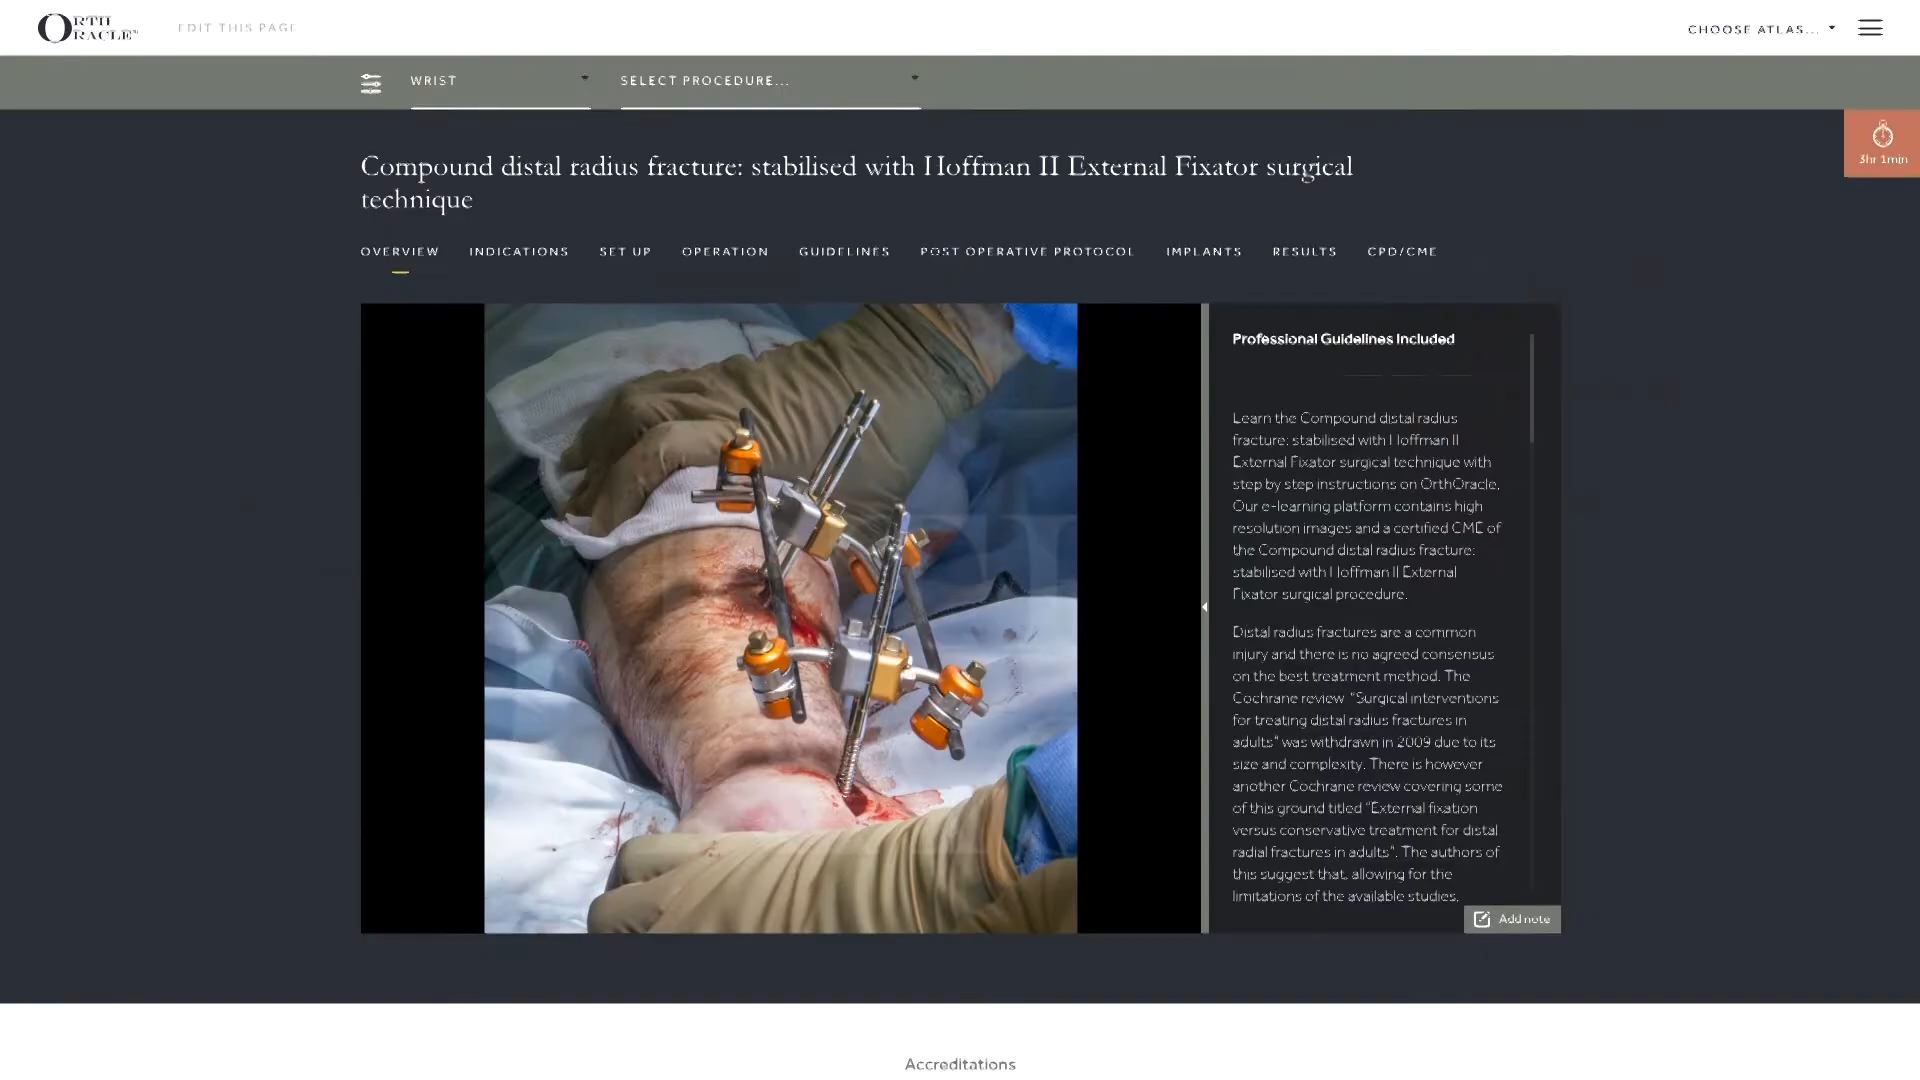 ORTH
ORACLE
EDIT THIS PAGE
CHOOSE ATLAS...
WRIST
SELECT PROCEDURE...
3hr 1min
Compound distal radius fracture: stabilised with Hoffman II External Fixator surgical
technique
OVERVIEW
INDICATIONS
SET UP
OPERATION
GUIDELINES
POST OPERATIVE PROTOCOL
IMPLANTS
RESULTS
CPD/CME
Professional Guidelines Included
Learn the Compound distal radius
fracture: stabilised with Hoffman II
External Fixator surgical technique with
step by step instructions on OrthOracle.
Our e-learning platform contains high
resolution images and a certified CME of
the Compound distal radius fracture:
stabilised with Hoffman II External
Fixator surgical procedure.
Distal radius fractures are a common
injury and there is no agreed consensus
on the best treatment method. The
Cochrane review “Surgical interventions
for treating distal radius fractures in
adults” was withdrawn in 2009 due to its
size and complexity. There is however
another Cochrane review covering some
of this ground titled “External fixation
versus conservative treatment for distal
radial fractures in adults”. The authors of
this suggest that, allowing for the
limitations of the available studies,
Add note
Accreditations